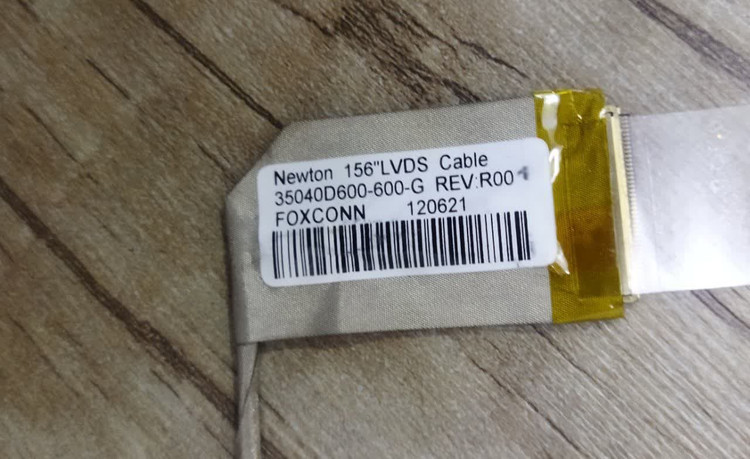 Newton 156"LVDS Cable
35040D600-600-G REV:R00
FOXCONN 120621